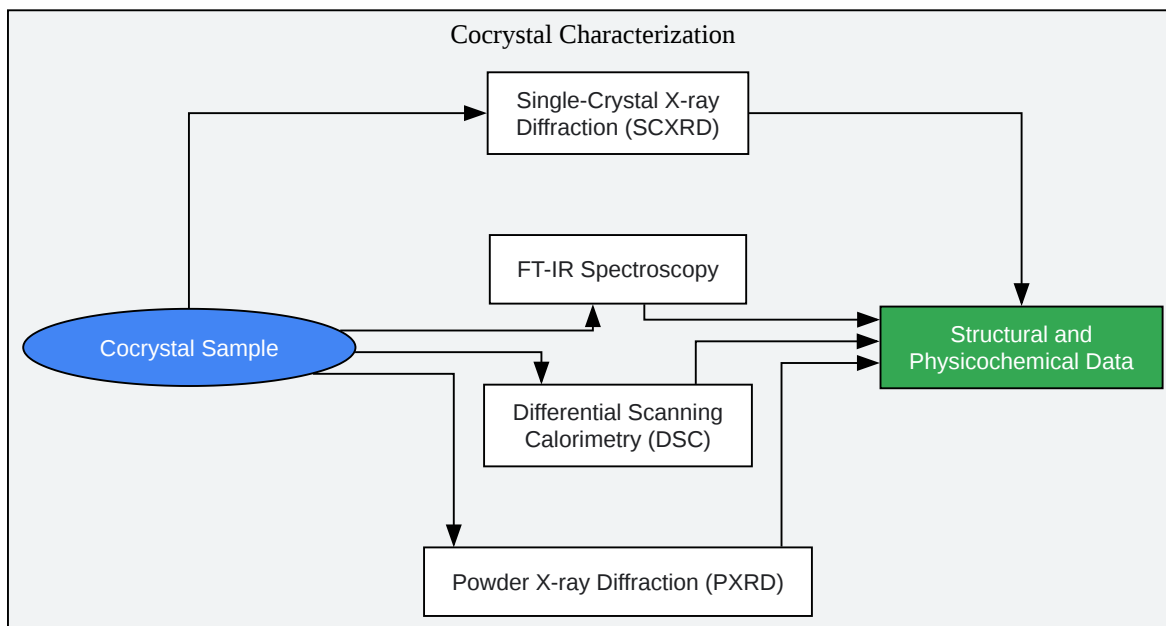 Cocrystal Characterization
Single-Crystal X-ray
Diffraction (SCXRD)
FT-IR Spectroscopy
Cocrystal Sample
Structural and
Physicochemical Data
Differential Scanning
Calorimetry (DSC)
Powder X-ray Diffraction (PXRD)